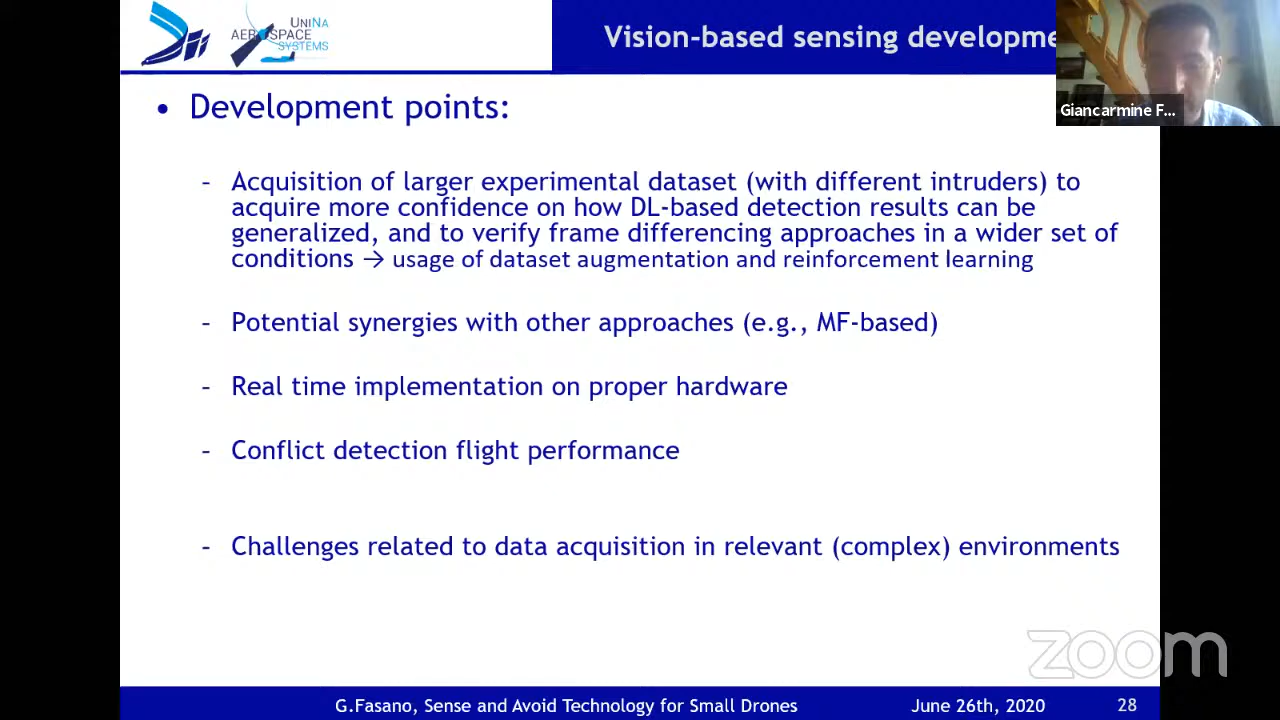 UNINA
AEROSPACE
SYSTEMS
Vision-based sensing developme
Giancarmine F...
• Development points:
- Acquisition of larger experimental dataset (with different intruders) to
acquire more confidence on how DL-based detection results can be
generalized, and to verify frame differencing approaches in a wider set of
conditions → usage of dataset augmentation and reinforcement learning
- Potential synergies with other approaches (e.g., MF-based)
- Real time implementation on proper hardware
- Conflict detection flight performance
- Challenges related to data acquisition in relevant (complex) environments
zoom
G.Fasano, Sense and Avoid Technology for Small Drones June 26th, 2020 28